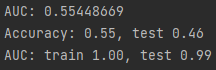 AUC: 0.55448669
Accuracy: 0.55, test 0.46
AUC: train 1.00, test 0.99